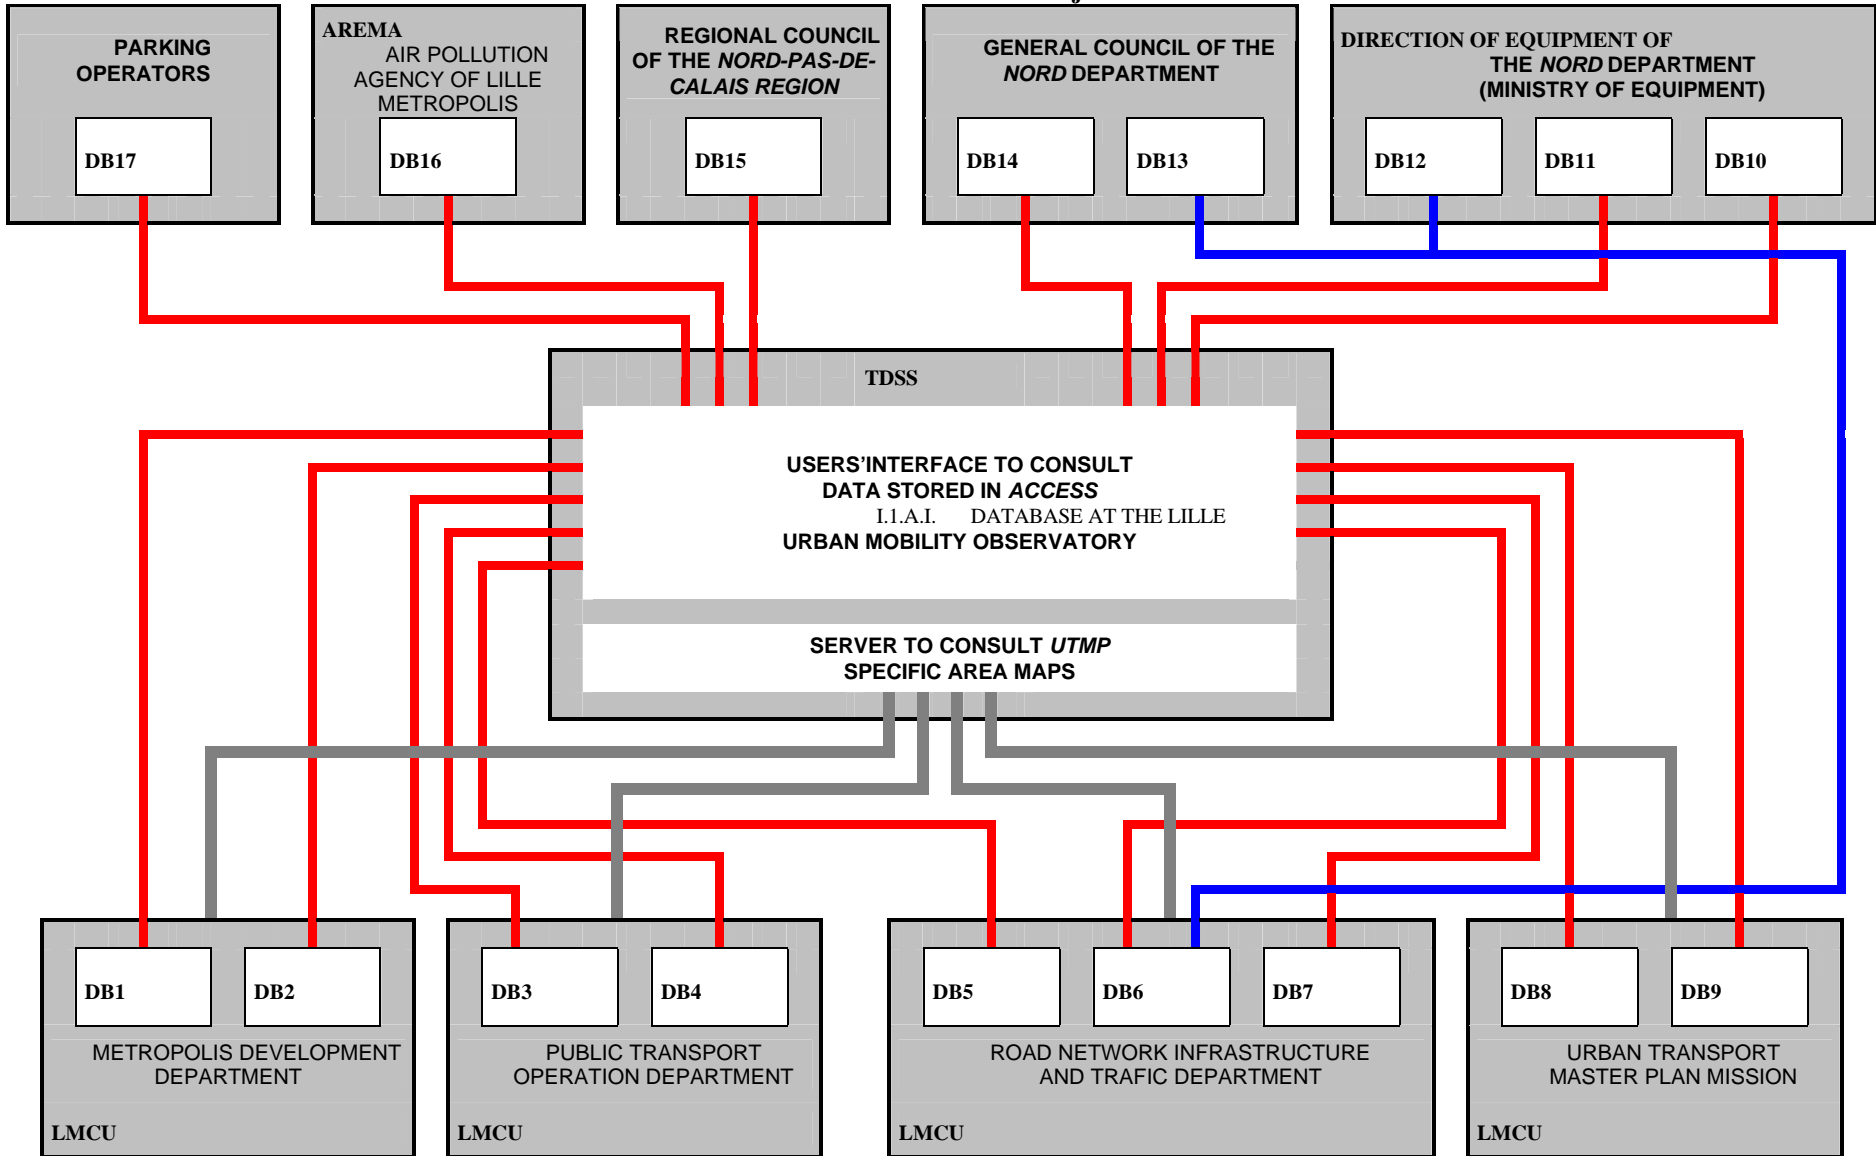 PARKING
OPERATORS
DB17
AREMA
AIR POLLUTION
AGENCY OF LILLE
METROPOLIS
DB16
REGIONAL COUNCIL
OF THE NORD-PAS-DE-
CALAIS REGION
DB15
GENERAL COUNCIL OF THE
NORD DEPARTMENT
DB14
DB13
DIRECTION OF EQUIPMENT OF
THE NORD DEPARTMENT
(MINISTRY OF EQUIPMENT)
DB12
DB11
DB10
TDSS
USERS'INTERFACE TO CONSULT
DATA STORED IN ACCESS
I.1.A.I. DATABASE AT THE LILLE
URBAN MOBILITY OBSERVATORY
SERVER TO CONSULT UTMP
SPECIFIC AREA MAPS
DB1
DB2
METROPOLIS DEVELOPMENT
DEPARTMENT
LMCU
DB3
DB4
PUBLIC TRANSPORT
OPERATION DEPARTMENT
LMCU
DB5
DB6
DB7
ROAD NETWORK INFRASTRUCTURE
AND TRAFIC DEPARTMENT
LMCU
DB8
DB9
URBAN TRANSPORT
MASTER PLAN MISSION
LMCU